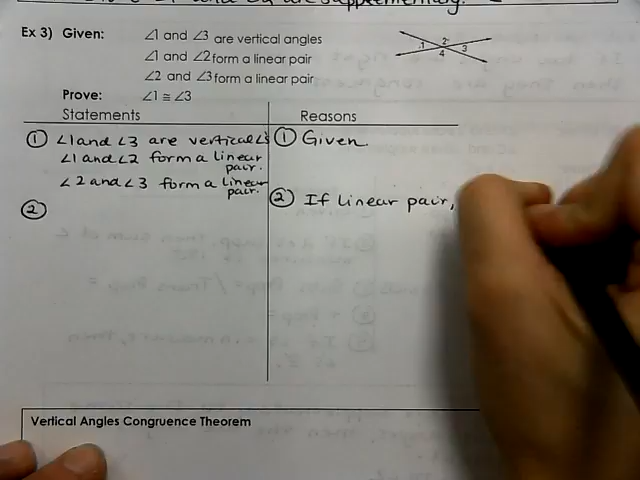 are supplementary.
Ex 3) Given: ∠1 and ∠3 are vertical angles
∠1 and ∠2 form a linear pair
∠2 and ∠3 form a linear pair
Prove: ∠1 ≅ ∠3
1 2 3 4
Statements Reasons
① ∠1 and ∠3 are vertical ∠s ① Given.
∠1 and ∠2 form a linear pair.
∠2 and ∠3 form a linear pair.
② ② If linear pair,
Vertical Angles Congruence Theorem